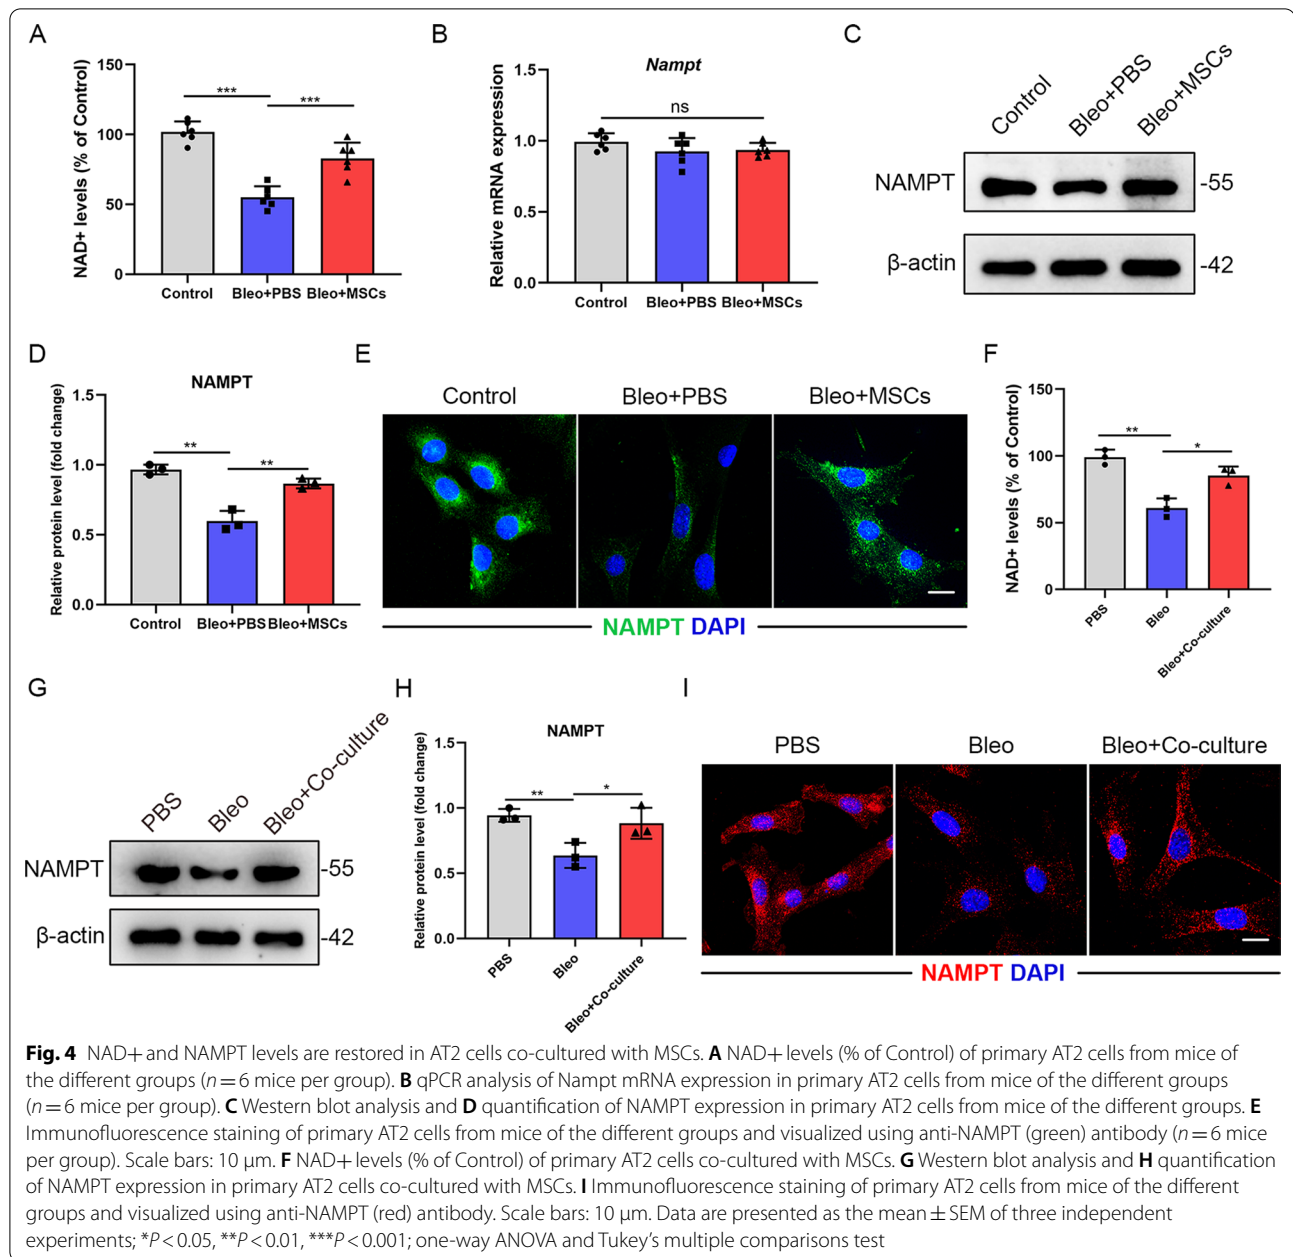 A
NAD+ levels (% of Control)
150
100
50
0
***
***
Control
Bleo+PBS
Bleo+MSCs
B
Nampt
Relative mRNA expression
1.5
1.0
0.5
0.0
ns
Control
Bleo+PBS
Bleo+MSCs
C
Control
Bleo+PBS
Bleo+MSCs
NAMPT
-55
β-actin
-42
D
NAMPT
Relative protein level (fold change)
1.5
1.0
0.5
0.0
**
**
Control
Bleo+PBS
Bleo+MSCs
E
Control
Bleo+PBS
Bleo+MSCs
NAMPT DAPI
F
NAD+ levels (% of Control)
150
100
50
0
**
*
PBS
Bleo
Bleo+Co-culture
G
PBS
Bleo
Bleo+Co-culture
NAMPT
-55
β-actin
-42
H
NAMPT
Relative protein level (fold change)
1.5
1.0
0.5
0.0
**
*
PBS
Bleo
Bleo+Co-culture
I
PBS
Bleo
Bleo+Co-culture
NAMPT DAPI
Fig. 4 NAD+ and NAMPT levels are restored in AT2 cells co-cultured with MSCs. A NAD+ levels (% of Control) of primary AT2 cells from mice of
the different groups (n = 6 mice per group). B qPCR analysis of Nampt mRNA expression in primary AT2 cells from mice of the different groups
(n = 6 mice per group). C Western blot analysis and D quantification of NAMPT expression in primary AT2 cells from mice of the different groups. E
Immunofluorescence staining of primary AT2 cells from mice of the different groups and visualized using anti-NAMPT (green) antibody (n = 6 mice
per group). Scale bars: 10 μm. F NAD+ levels (% of Control) of primary AT2 cells co-cultured with MSCs. G Western blot analysis and H quantification
of NAMPT expression in primary AT2 cells co-cultured with MSCs. I Immunofluorescence staining of primary AT2 cells from mice of the different
groups and visualized using anti-NAMPT (red) antibody. Scale bars: 10 μm. Data are presented as the mean ± SEM of three independent
experiments; *P < 0.05, **P < 0.01, ***P < 0.001; one-way ANOVA and Tukey's multiple comparisons test